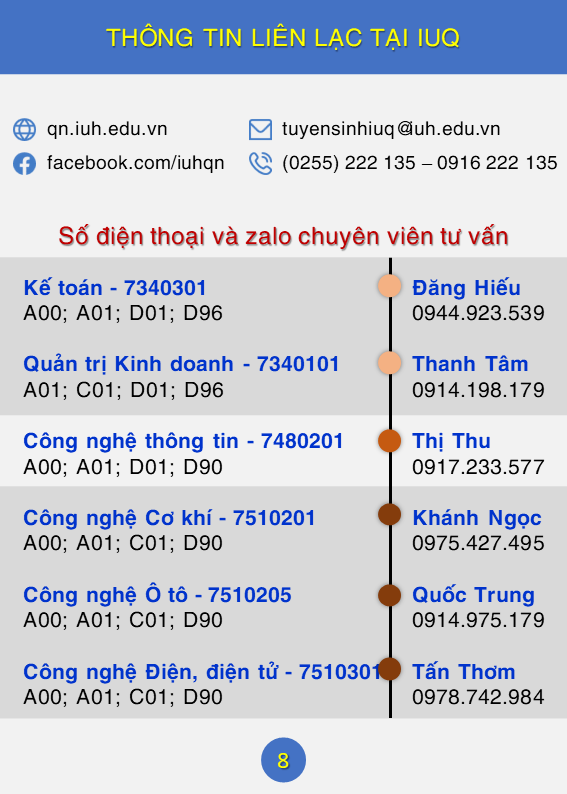 THÔNG TIN LIÊN LẠC TẠI IUQ
qn.iuh.edu.vn
tuyensinhiuq@iuh.edu.vn
facebook.com/iuhqn
(0255) 222 135 – 0916 222 135
Số điện thoại và zalo chuyên viên tư vấn
Kế toán - 7340301
Đăng Hiếu
A00; A01; D01; D96
0944.923.539
Quản trị Kinh doanh - 7340101
Thanh Tâm
A01; C01; D01; D96
0914.198.179
Công nghệ thông tin - 7480201
Thị Thu
A00; A01; D01; D90
0917.233.577
Công nghệ Cơ khí - 7510201
Khánh Ngọc
A00; A01; C01; D90
0975.427.495
Công nghệ Ô tô - 7510205
Quốc Trung
A00; A01; C01; D90
0914.975.179
Công nghệ Điện, điện tử - 7510301
Tấn Thơm
A00; A01; C01; D90
0978.742.984
8